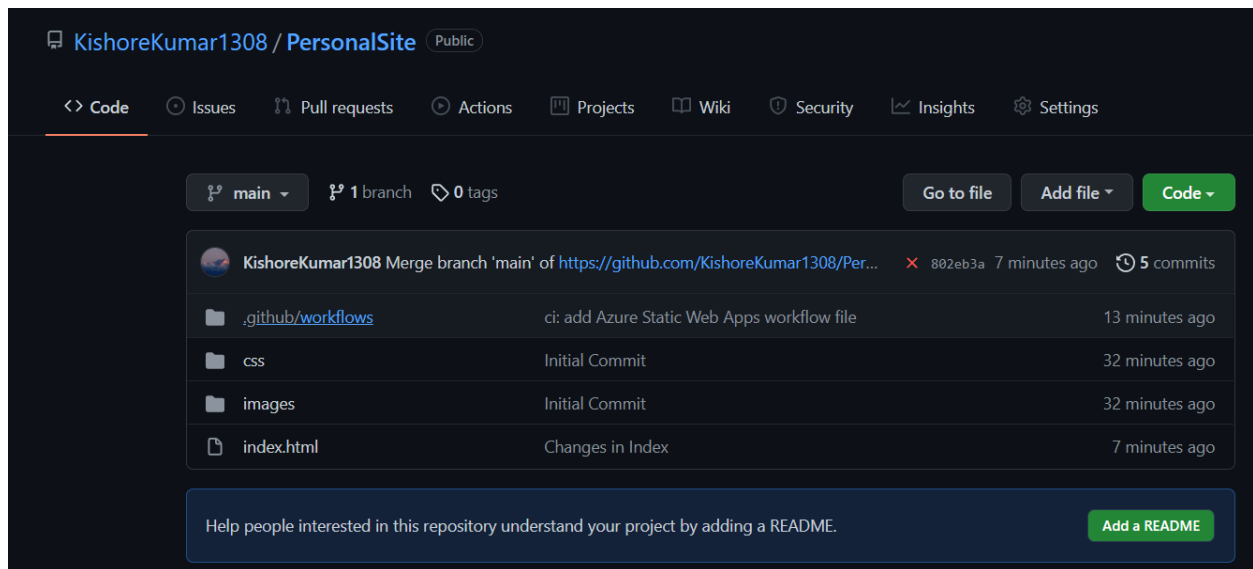 KishoreKumar1308 / PersonalSite Public
Code Issues Pull requests Actions Projects Wiki Security Insights Settings
main 1 branch 0 tags Go to file Add file Code
KishoreKumar1308 Merge branch 'main' of https://github.com/KishoreKumar1308/Per... 802eb3a 7 minutes ago 5 commits
.github/workflows ci: add Azure Static Web Apps workflow file 13 minutes ago
css Initial Commit 32 minutes ago
images Initial Commit 32 minutes ago
index.html Changes in Index 7 minutes ago
Help people interested in this repository understand your project by adding a README. Add a README